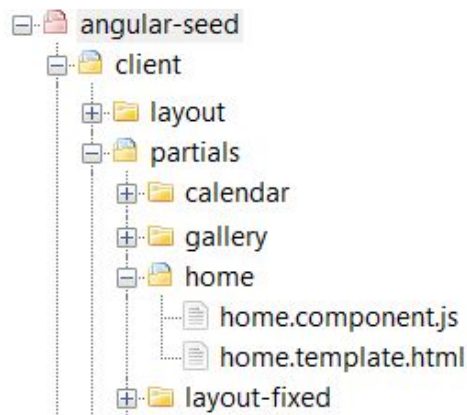 angular-seed
client
layout
partials
calendar
gallery
home
home.component.js
home.template.html
layout-fixed